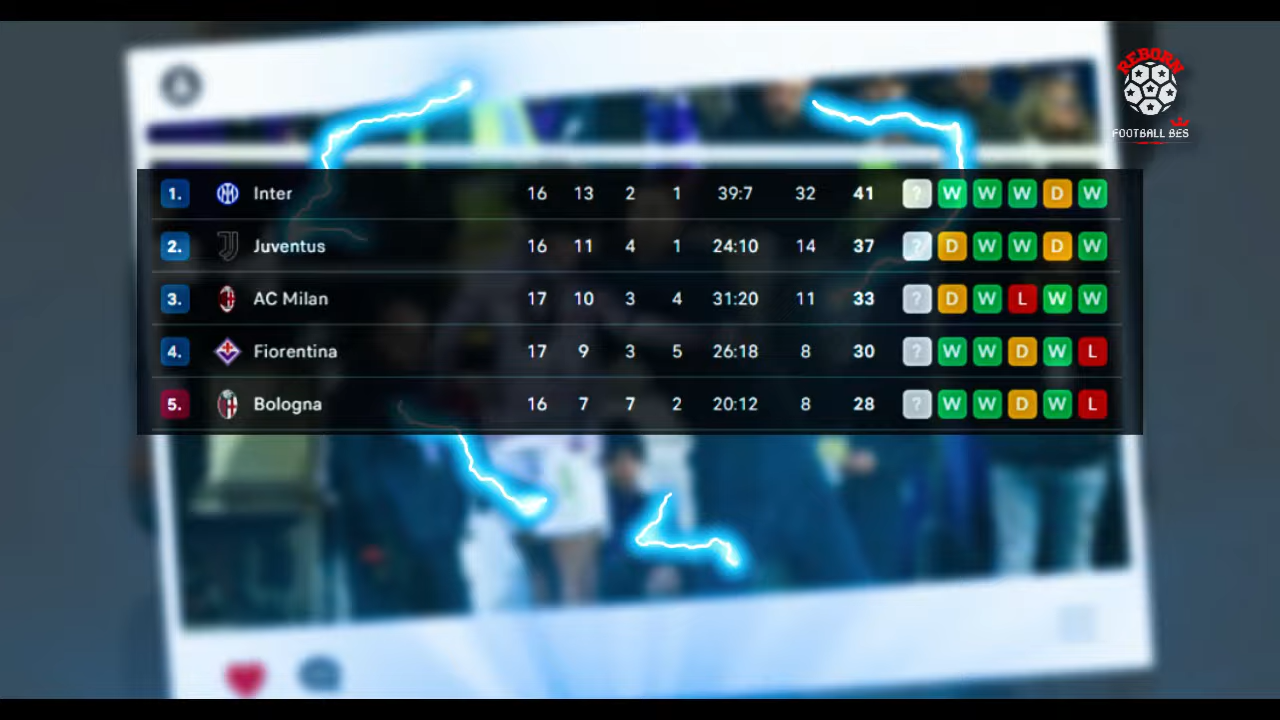 REBORN
FOOTBALL BES
1. Inter 16 13 2 1 39:7 32 41 ? W W W D W
2. Juventus 16 11 4 1 24:10 14 37 ? D W W D W
3. AC Milan 17 10 3 4 31:20 11 33 ? D W L W W
4. Fiorentina 17 9 3 5 26:18 8 30 ? W W D W L
5. Bologna 16 7 7 2 20:12 8 28 ? W W D W L